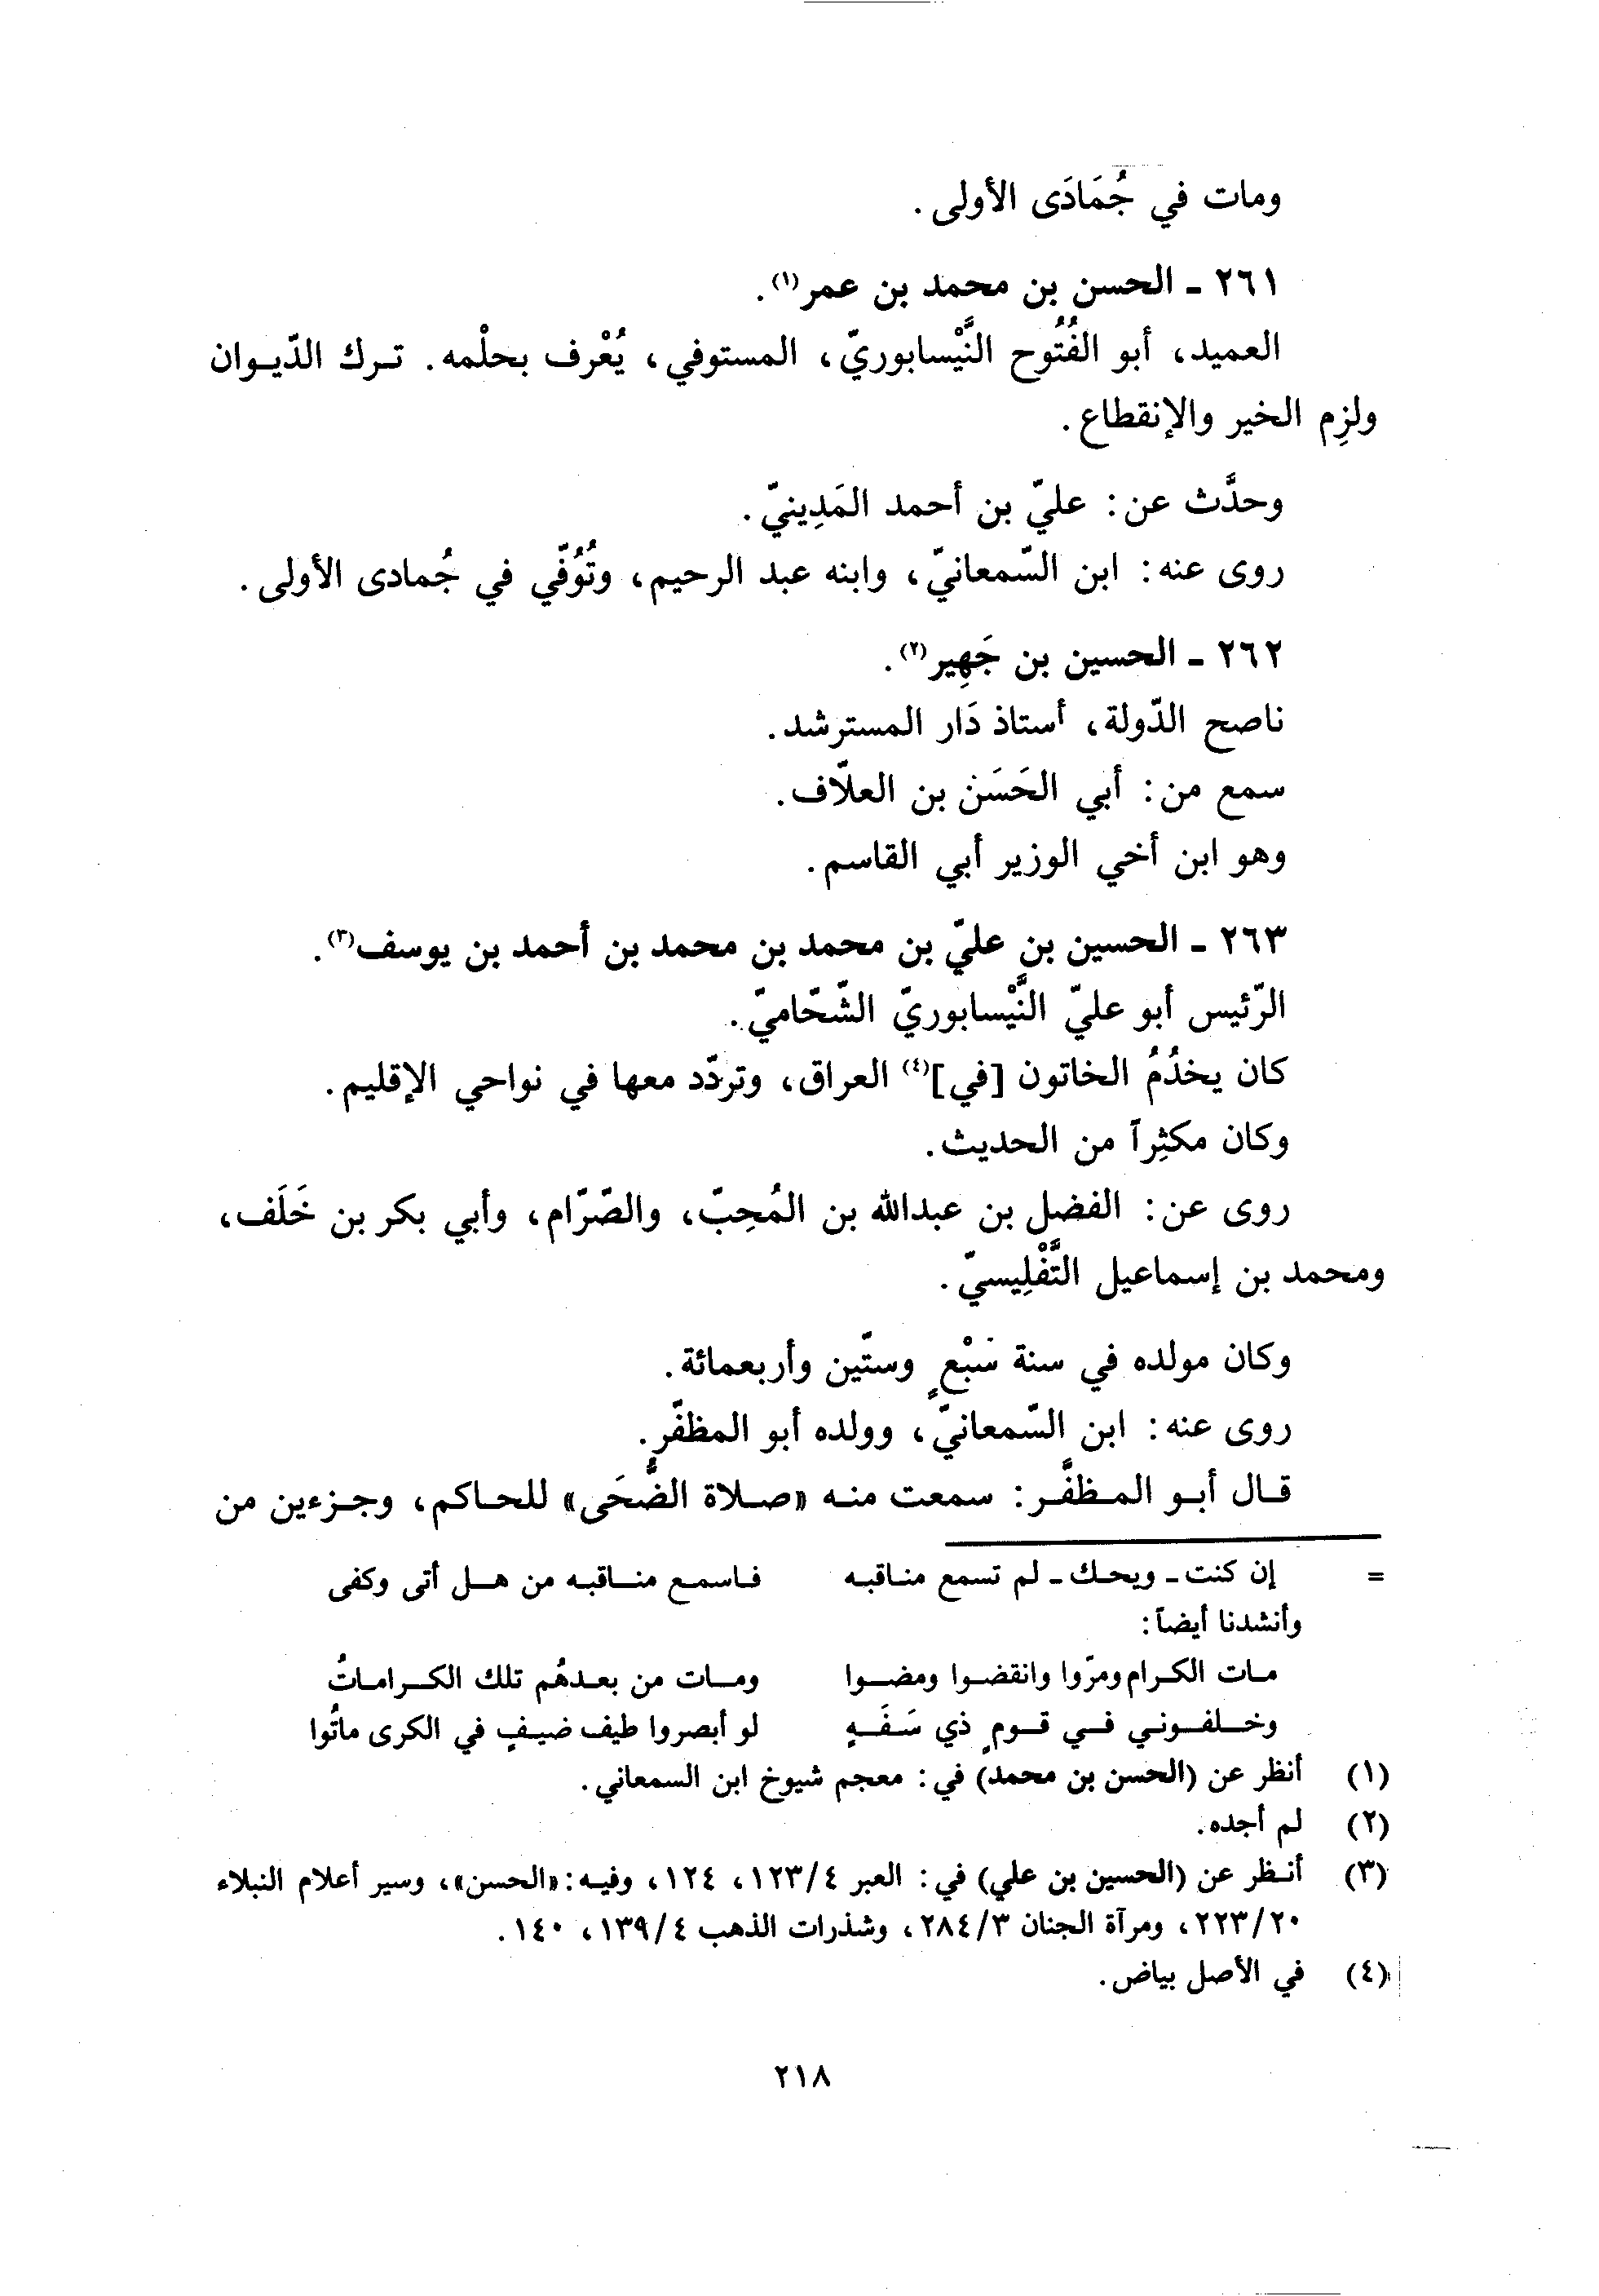 ومات في جُمَادَى الأولى.
٢٦١ ـ الحسن بن محمد بن عمر(١).
العميد، أبو الفُتُوح النَّيْسابوريّ، المستوفي، يُعْرف بحلْمه. ترك الدّيوان
ولزِم الخير والإنقطاع.
وحدَّث عن: عليّ بن أحمد المَدِينيّ.
روى عنه: ابن السّمعانيّ، وابنه عبد الرحيم، وتُوُفّي في جُمادى الأولى.
٢٦٢ ـ الحسين بن جَهِير(٢).
ناصح الدّولة، أستاذ دَار المسترشد.
سمع من: أبي الحَسَن بن العلّاف.
وهو ابن أخي الوزير أبي القاسم.
٢٦٣ ـ الحسين بن عليّ بن محمد بن محمد بن أحمد بن يوسف(٣).
الرّئيس أبو عليّ النَّيْسابوريّ الشّحّاميّ.
كان يخدُمُ الخاتون [في](٤) العراق، وتردّد معها في نواحي الإقليم.
وكان مكثِراً من الحديث.
روى عن: الفضل بن عبدالله بن المُحِبّ، والصّرّام، وأبي بكر بن خَلَف،
ومحمد بن إسماعيل التَّفْلِيسيّ.
وكان مولده في سنة سَبْعٍ وستّين وأربعمائة.
روى عنه: ابن السّمعانيّ، وولده أبو المظفّر.
قال أبو المظفَّر: سمعت منه «صلاة الضُّحَى» للحاكم، وجزءين من
= إن كنت ـ ويحك ـ لم تسمع مناقبه فاسمع مناقبه من هل أتى وكفى
وأنشدنا أيضاً:
مات الكرام ومرّوا وانقضوا ومضوا ومات من بعدهُم تلك الكراماتُ
وخلفوني في قومٍ ذي سَفَهٍ لو أبصروا طيف ضيفٍ في الكرى ماتُوا
(١) أنظر عن (الحسن بن محمد) في: معجم شيوخ ابن السمعاني.
(٢) لم أجده.
(٣) أنظر عن (الحسين بن علي) في: العبر ١٢٣/٤، ١٢٤، وفيه: «الحسن»، وسير أعلام النبلاء
٢٢٣/٢٠، ومرآة الجنان ٢٨٤/٣، وشذرات الذهب ١٣٩/٤، ١٤٠.
(٤) في الأصل بياض.
٢١٨